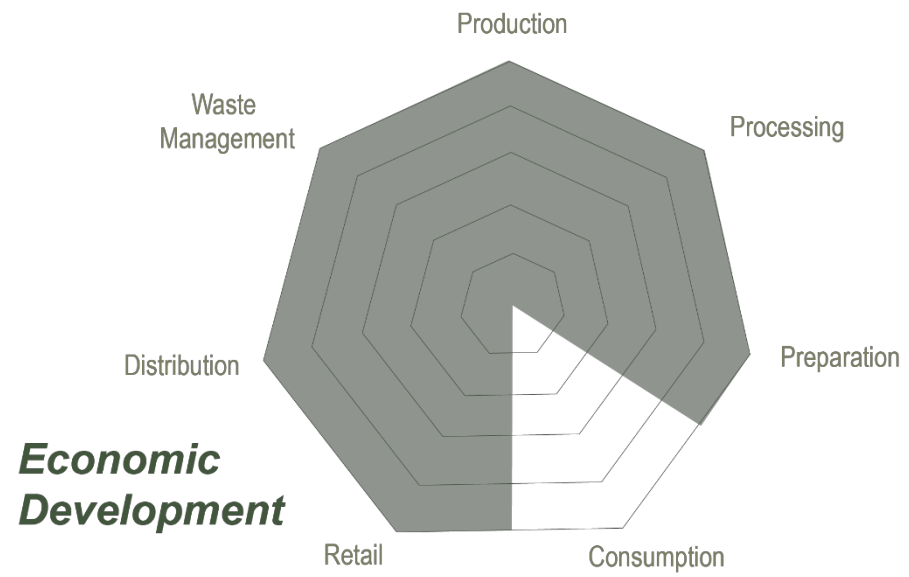 Production
Waste
Management
Processing
Distribution
Preparation
Economic
Development
Retail
Consumption